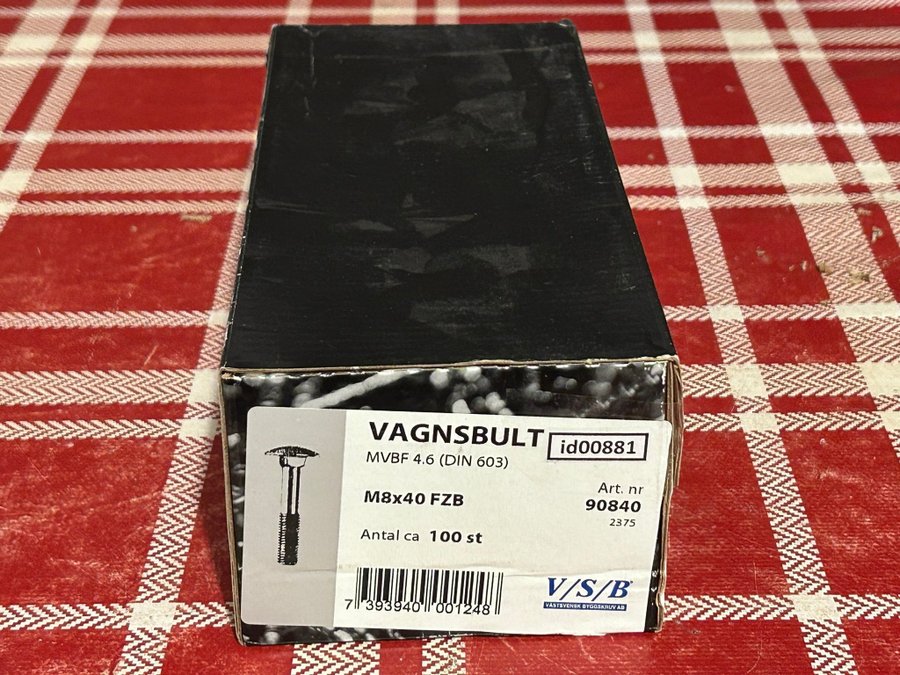 VAGNSBULT
id00881
MVBF 4.6 (DIN 603)
M8x40 FZB
Art. nr
90840
2375
Antal ca 100 st
7 393940 001248
V/S/B®
VÄSTSVENSK BYGGSKRUV AB